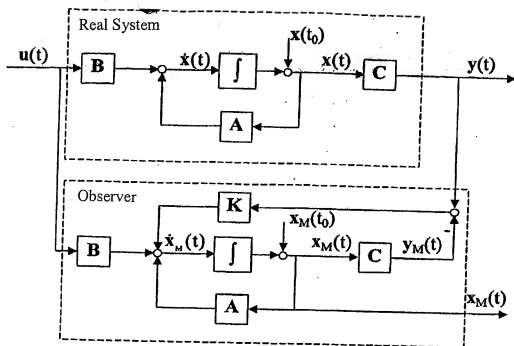 Real System
u(t)
B
ẋ(t)
∫
x(t₀)
x(t)
C
y(t)
A
Observer
K
x_M(t₀)
B
ẋ_M(t)
∫
x_M(t)
C
y_M(t)
-
A
x_M(t)